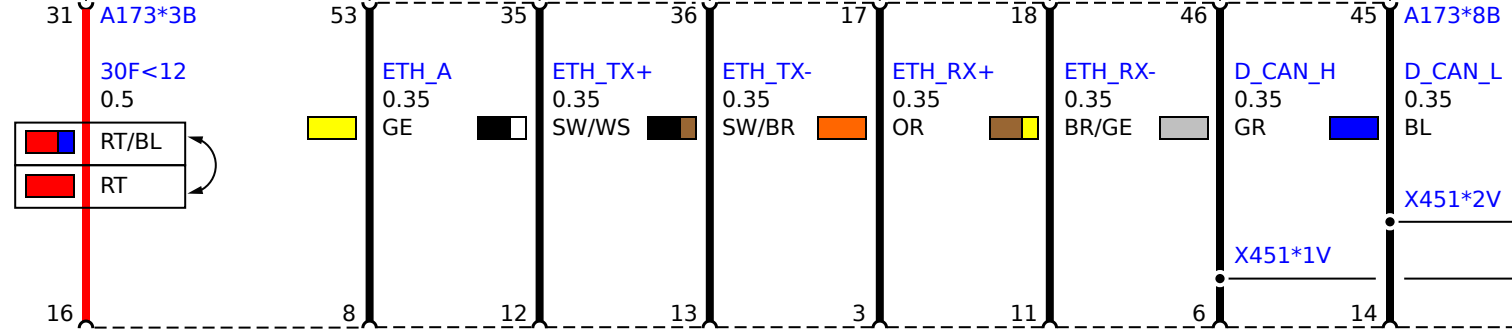 31 A173*3B 53 35 36 17 18 46 45 A173*8B
30F<12 ETH_A ETH_TX+ ETH_TX- ETH_RX+ ETH_RX- D_CAN_H D_CAN_L
0.5 0.35 0.35 0.35 0.35 0.35 0.35 0.35
GE SW/WS SW/BR OR BR/GE GR BL
RT/BL
RT
X451*2V
X451*1V
16 8 12 13 3 11 6 14